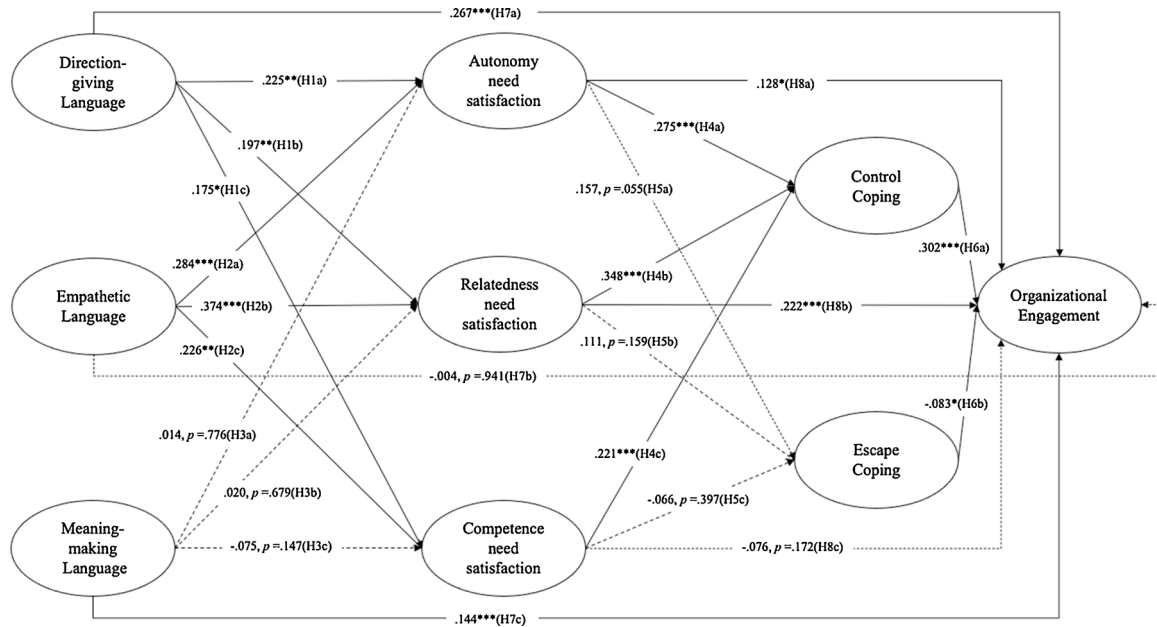 .267***(H7a)
Direction-
giving
Language
.225**(H1a)
Autonomy
need
satisfaction
.128*(H8a)
.275***(H4a)
.197**(H1b)
.175*(H1c)
.157, p =.055(H5a)
Control
Coping
.302***(H6a)
.284***(H2a)
.374***(H2b)
Empathetic
Language
Relatedness
need
satisfaction
.348***(H4b)
.222***(H8b)
Organizational
Engagement
.226**(H2c)
.111, p =.159(H5b)
-.004, p =.941(H7b)
-.083*(H6b)
.014, p =.776(H3a)
.221***(H4c)
Escape
Coping
.020, p =.679(H3b)
-.066, p =.397(H5c)
Meaning-
making
Language
-.075, p =.147(H3c)
Competence
need
satisfaction
-.076, p =.172(H8c)
.144***(H7c)